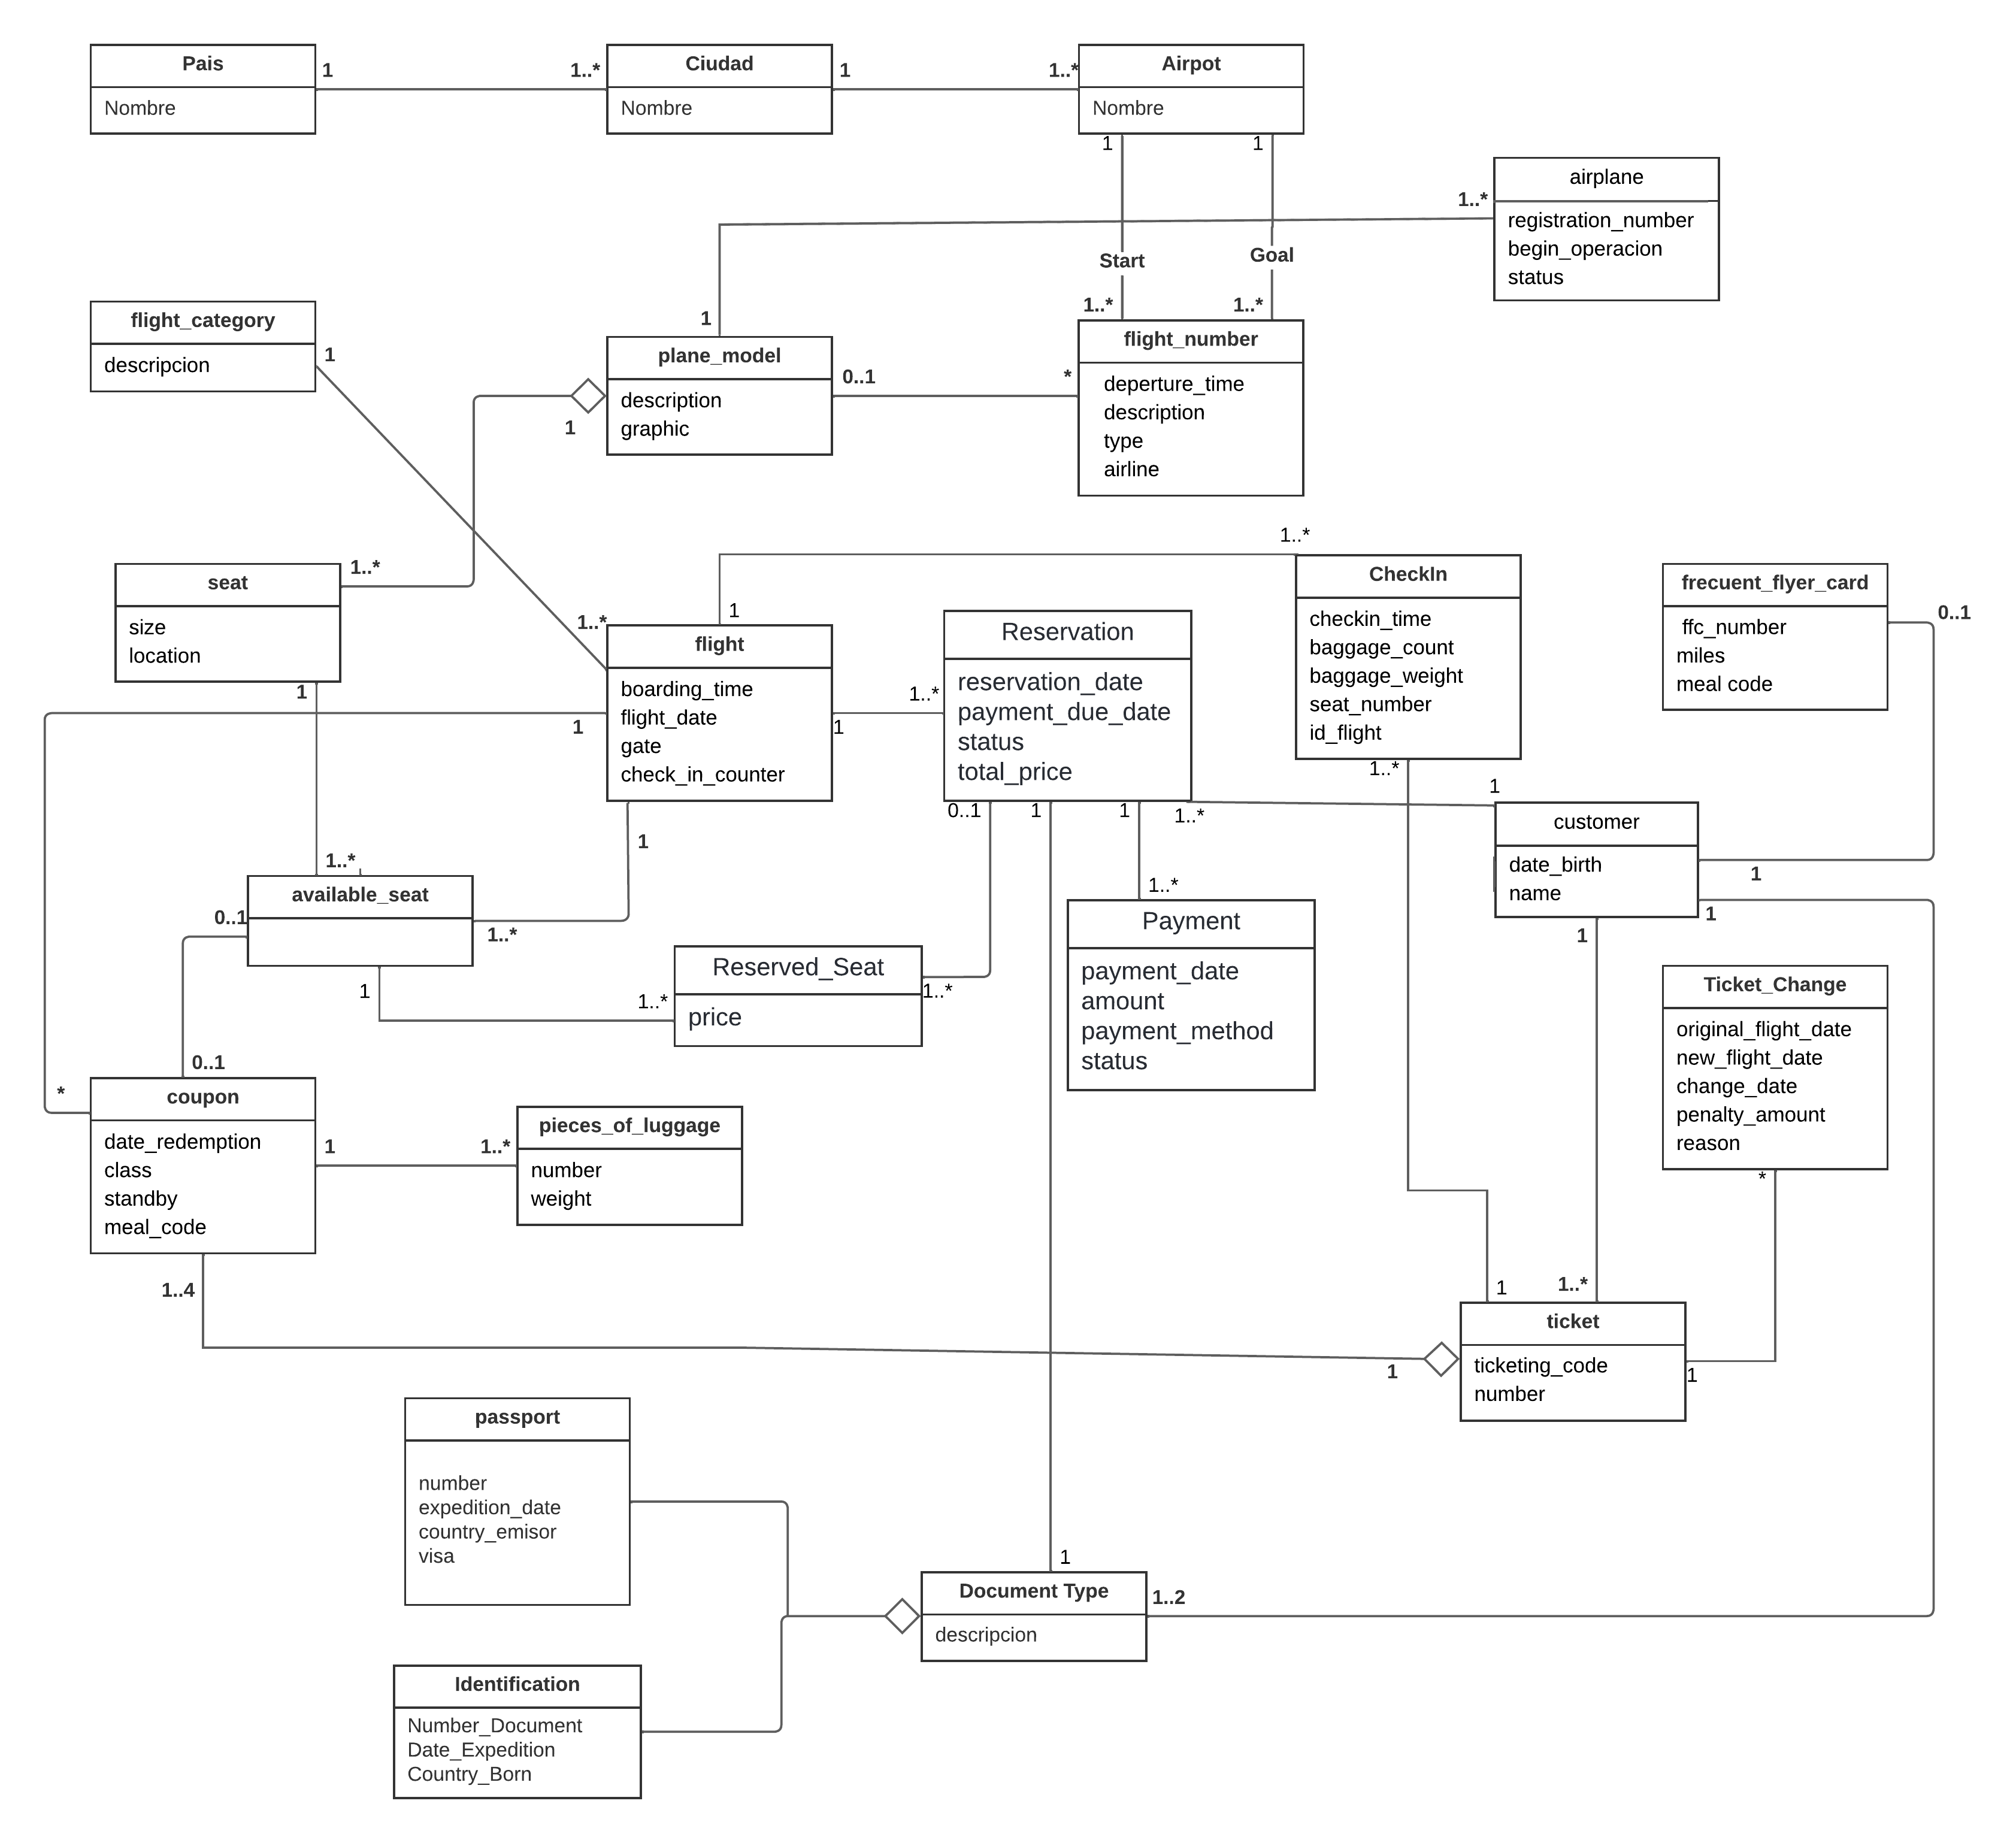 Pais
Nombre
1
1..*
Ciudad
Nombre
1
1..*
Airpot
Nombre
1
1
Start
Goal
1..*
1..*
airplane
registration_number
begin_operacion
status
1..*
flight_category
descripcion
1
1
plane_model
description
graphic
1
0..1
*
flight_number
deperture_time
description
type
airline
seat
size
location
1..*
1
1..*
1
flight
boarding_time
flight_date
gate
check_in_counter
1
1
1
1..*
Reservation
reservation_date
payment_due_date
status
total_price
0..1
1
1
1..*
1..*
CheckIn
checkin_time
baggage_count
baggage_weight
seat_number
id_flight
1..*
frecuent_flyer_card
ffc_number
miles
meal code
0..1
1
customer
date_birth
name
1
1
1
1..*
available_seat
0..1
1..*
1
Reserved_Seat
price
1..*
1..*
1..*
Payment
payment_date
amount
payment_method
status
Ticket_Change
original_flight_date
new_flight_date
change_date
penalty_amount
reason
*
0..1
*
coupon
date_redemption
class
standby
meal_code
1
1..*
pieces_of_luggage
number
weight
1..4
1
1..*
ticket
ticketing_code
number
1
1
passport
number
expedition_date
country_emisor
visa
1
Document Type
descripcion
1..2
Identification
Number_Document
Date_Expedition
Country_Born